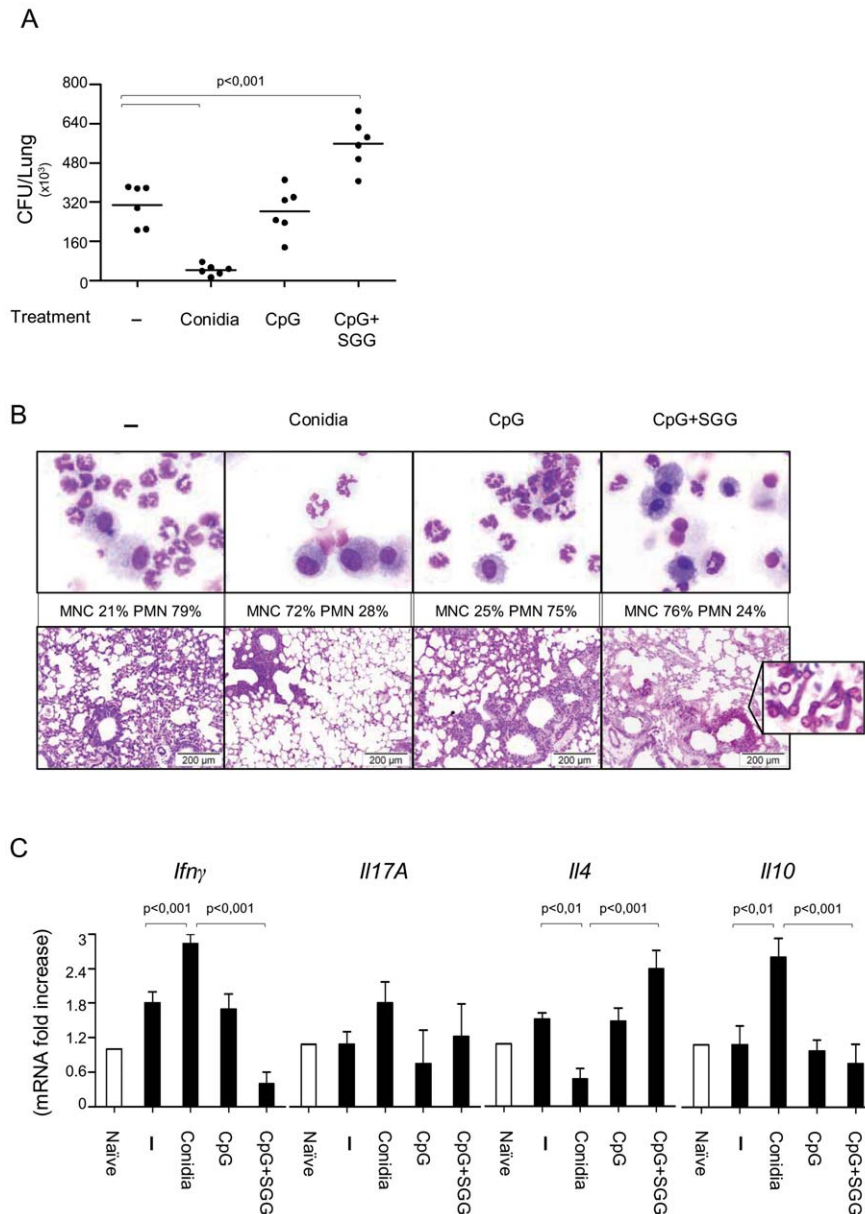 A
p<0,001
800
640
480
320
160
0
CFU/Lung
(x10³)
Treatment – Conidia CpG CpG+
SGG
B
– Conidia CpG CpG+SGG
MNC 21% PMN 79% MNC 72% PMN 28% MNC 25% PMN 75% MNC 76% PMN 24%
200 µm 200 µm 200 µm 200 µm
C
Ifnγ Il17A Il4 Il10
p<0,001 p<0,001 p<0,01 p<0,001 p<0,01 p<0,001
3
2.4
1.8
1.2
0.6
0
(mRNA fold increase)
Naïve – Conidia CpG CpG+SGG Naïve – Conidia CpG CpG+SGG Naïve – Conidia CpG CpG+SGG Naïve – Conidia CpG CpG+SGG